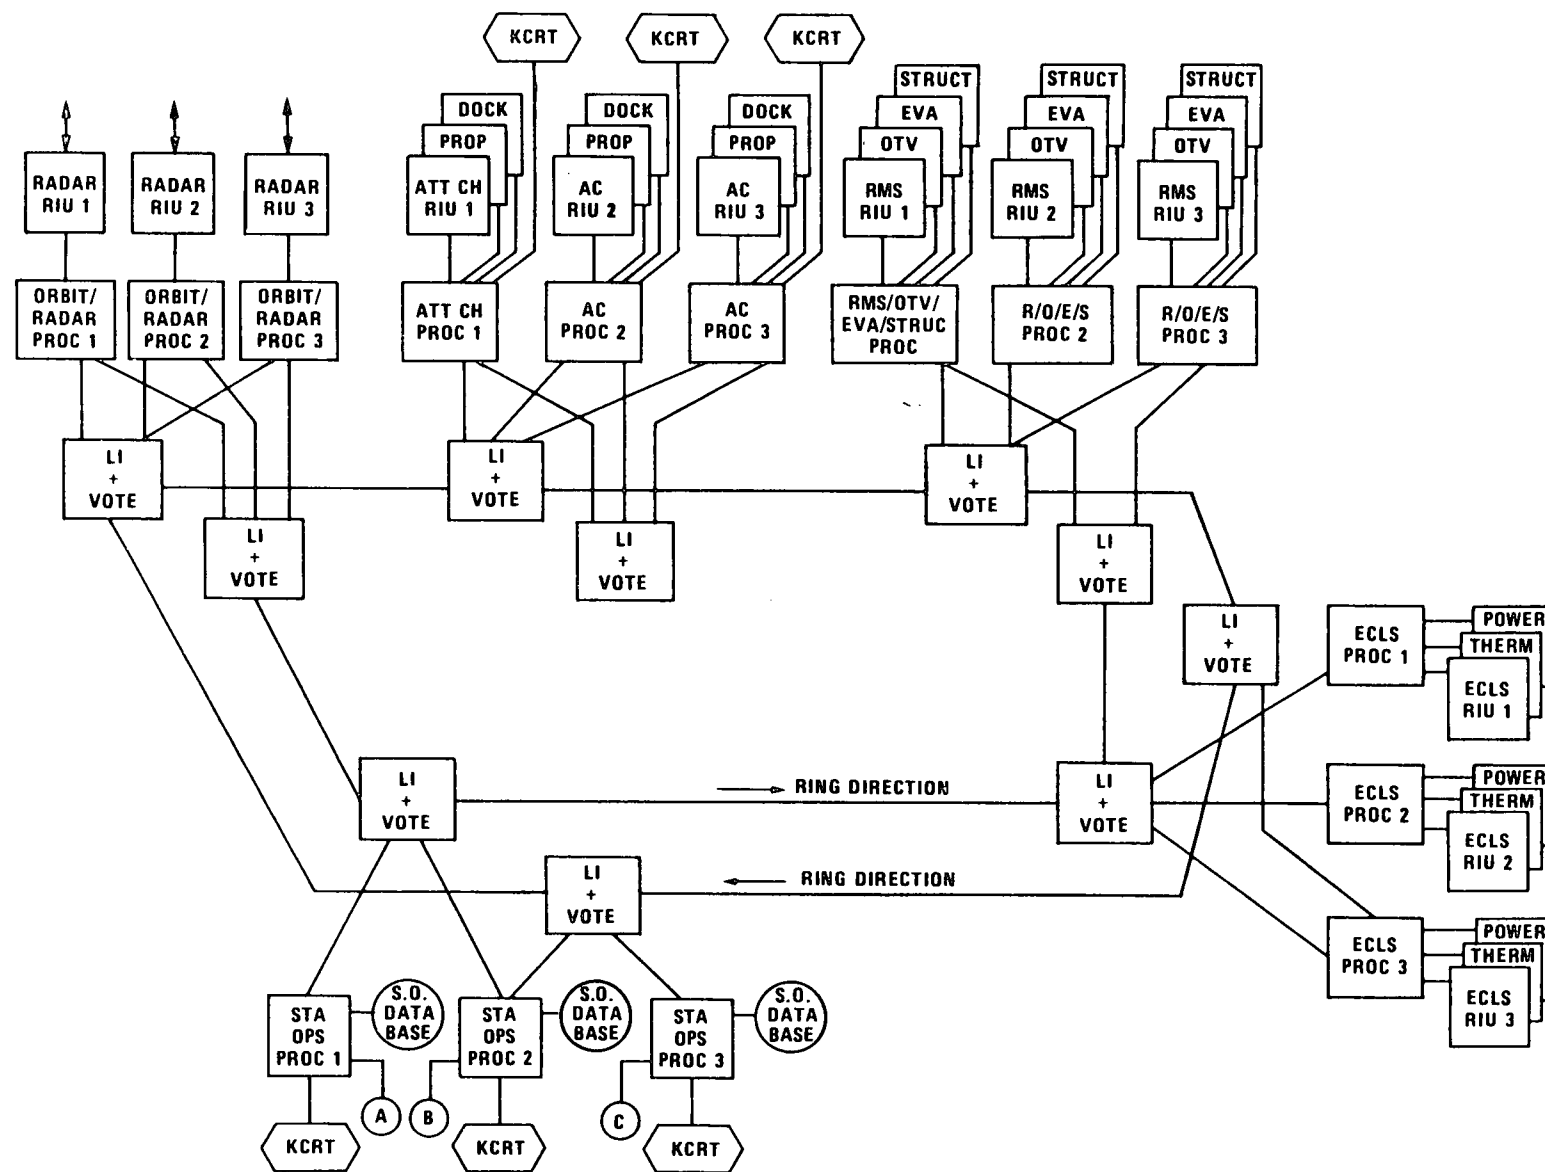 KCRT
KCRT
KCRT
DOCK
PROP
ATT CH
RIU 1
DOCK
PROP
AC
RIU 2
DOCK
PROP
AC
RIU 3
STRUCT
EVA
OTV
RMS
RIU 1
STRUCT
EVA
OTV
RMS
RIU 2
STRUCT
EVA
OTV
RMS
RIU 3
RADAR
RIU 1
RADAR
RIU 2
RADAR
RIU 3
ORBIT/
RADAR
PROC 1
ORBIT/
RADAR
PROC 2
ORBIT/
RADAR
PROC 3
ATT CH
PROC 1
AC
PROC 2
AC
PROC 3
RMS/OTV/
EVA/STRUC
PROC
R/O/E/S
PROC 2
R/O/E/S
PROC 3
LI
+
VOTE
LI
+
VOTE
LI
+
VOTE
LI
+
VOTE
LI
+
VOTE
LI
+
VOTE
LI
+
VOTE
ECLS
PROC 1
POWER
THERM
ECLS
RIU 1
LI
+
VOTE
RING DIRECTION
LI
+
VOTE
ECLS
PROC 2
POWER
THERM
ECLS
RIU 2
LI
+
VOTE
RING DIRECTION
ECLS
PROC 3
POWER
THERM
ECLS
RIU 3
STA
OPS
PROC 1
S.O.
DATA
BASE
STA
OPS
PROC 2
S.O.
DATA
BASE
STA
OPS
PROC 3
S.O.
DATA
BASE
A
B
C
KCRT
KCRT
KCRT